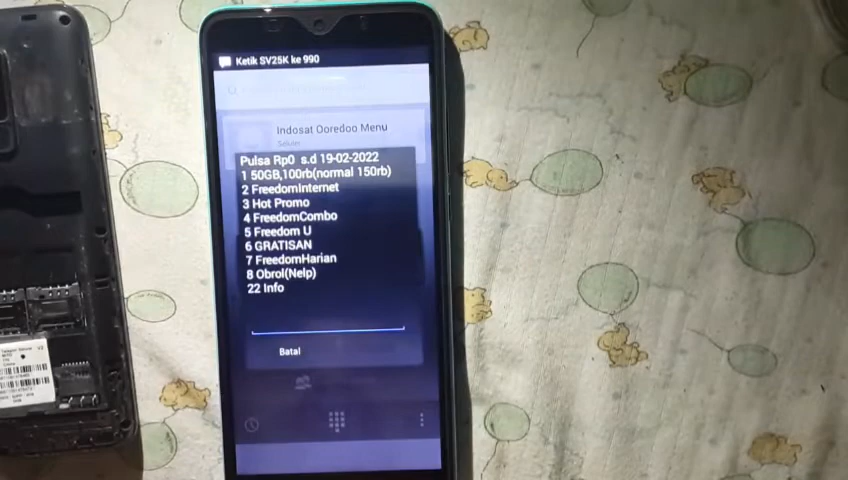 Ketik SV25K ke 990
Indosat Ooredoo Menu
Seluler
Pulsa Rp0 s.d 19-02-2022
1 50GB,100rb(normal 150rb)
2 FreedomInternet
3 Hot Promo
4 FreedomCombo
5 Freedom U
6 GRATISAN
7 FreedomHarian
8 Obrol(Nelp)
22 Info
Batal